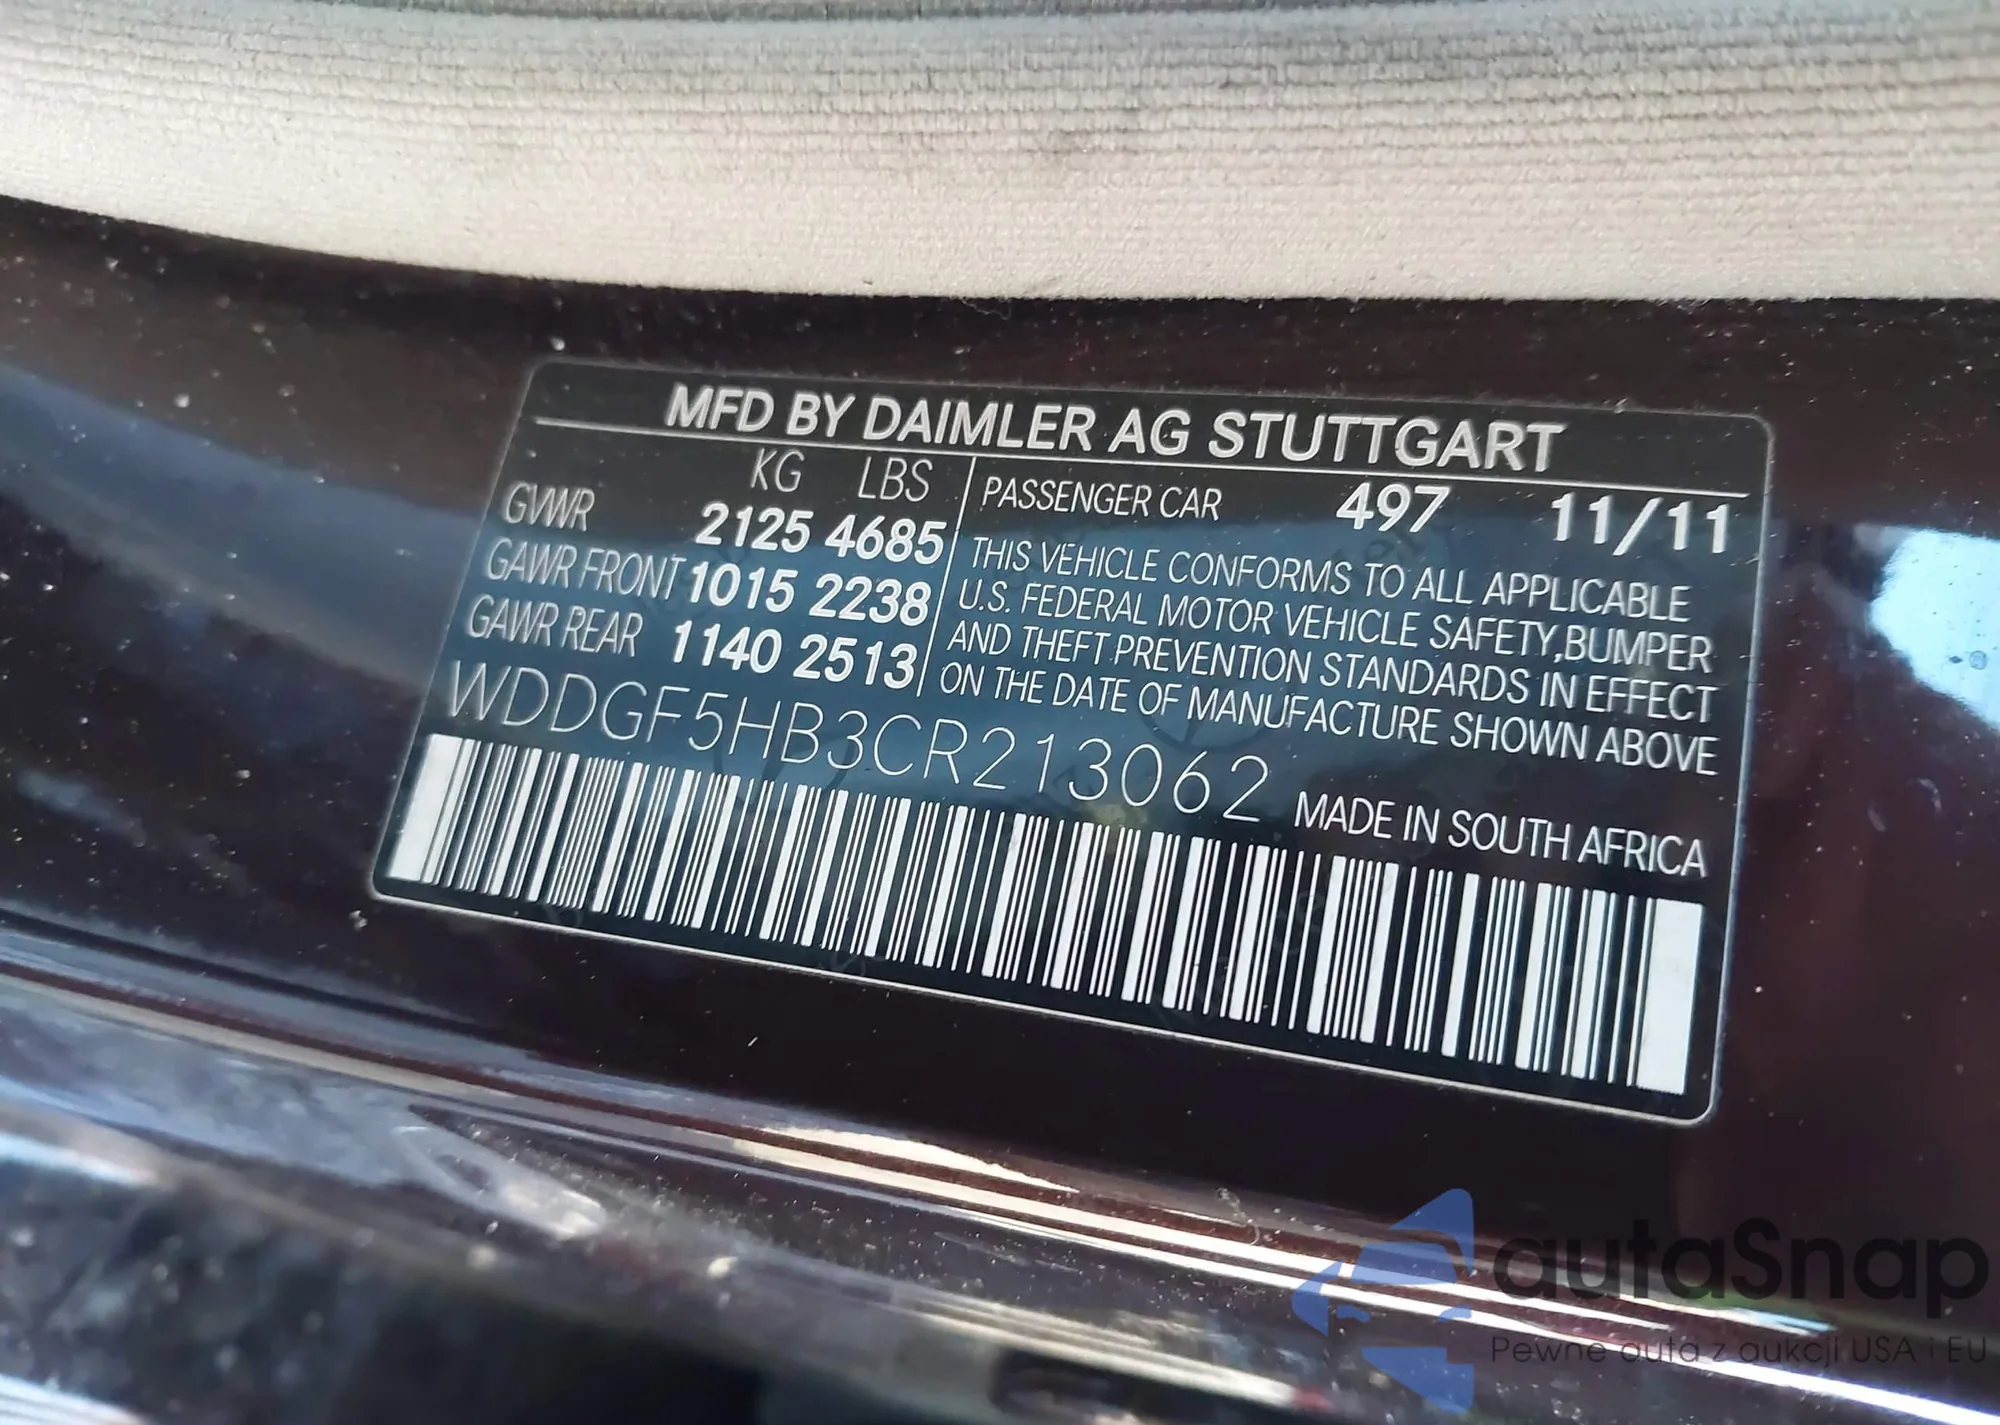 MFD BY DAIMLER AG STUTTGART
KG LBS
GVWR 2125 4685
GAWR FRONT 1015 2238
GAWR REAR 1140 2513
PASSENGER CAR 497 11/11
THIS VEHICLE CONFORMS TO ALL APPLICABLE
U.S. FEDERAL MOTOR VEHICLE SAFETY,BUMPER
AND THEFT PREVENTION STANDARDS IN EFFECT
ON THE DATE OF MANUFACTURE SHOWN ABOVE
WDDGF5HB3CR213062
MADE IN SOUTH AFRICA
autaSnap
Pewne auta z aukcji USA i EU